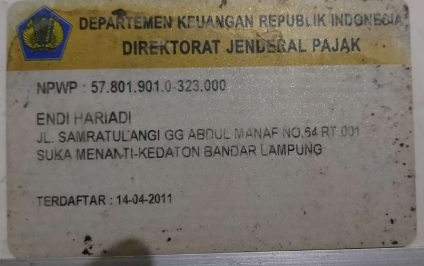 DEPARTEMEN KEUANGAN REPUBLIK INDONESIA
DIREKTORAT JENDERAL PAJAK
NPWP : 57.801.901.0-323.000
ENDI HARIADI
JL. SAMRATULANGI GG ABDUL MANAF NO.64 RT.001
SUKA MENANTI-KEDATON BANDAR LAMPUNG
TERDAFTAR : 14-04-2011